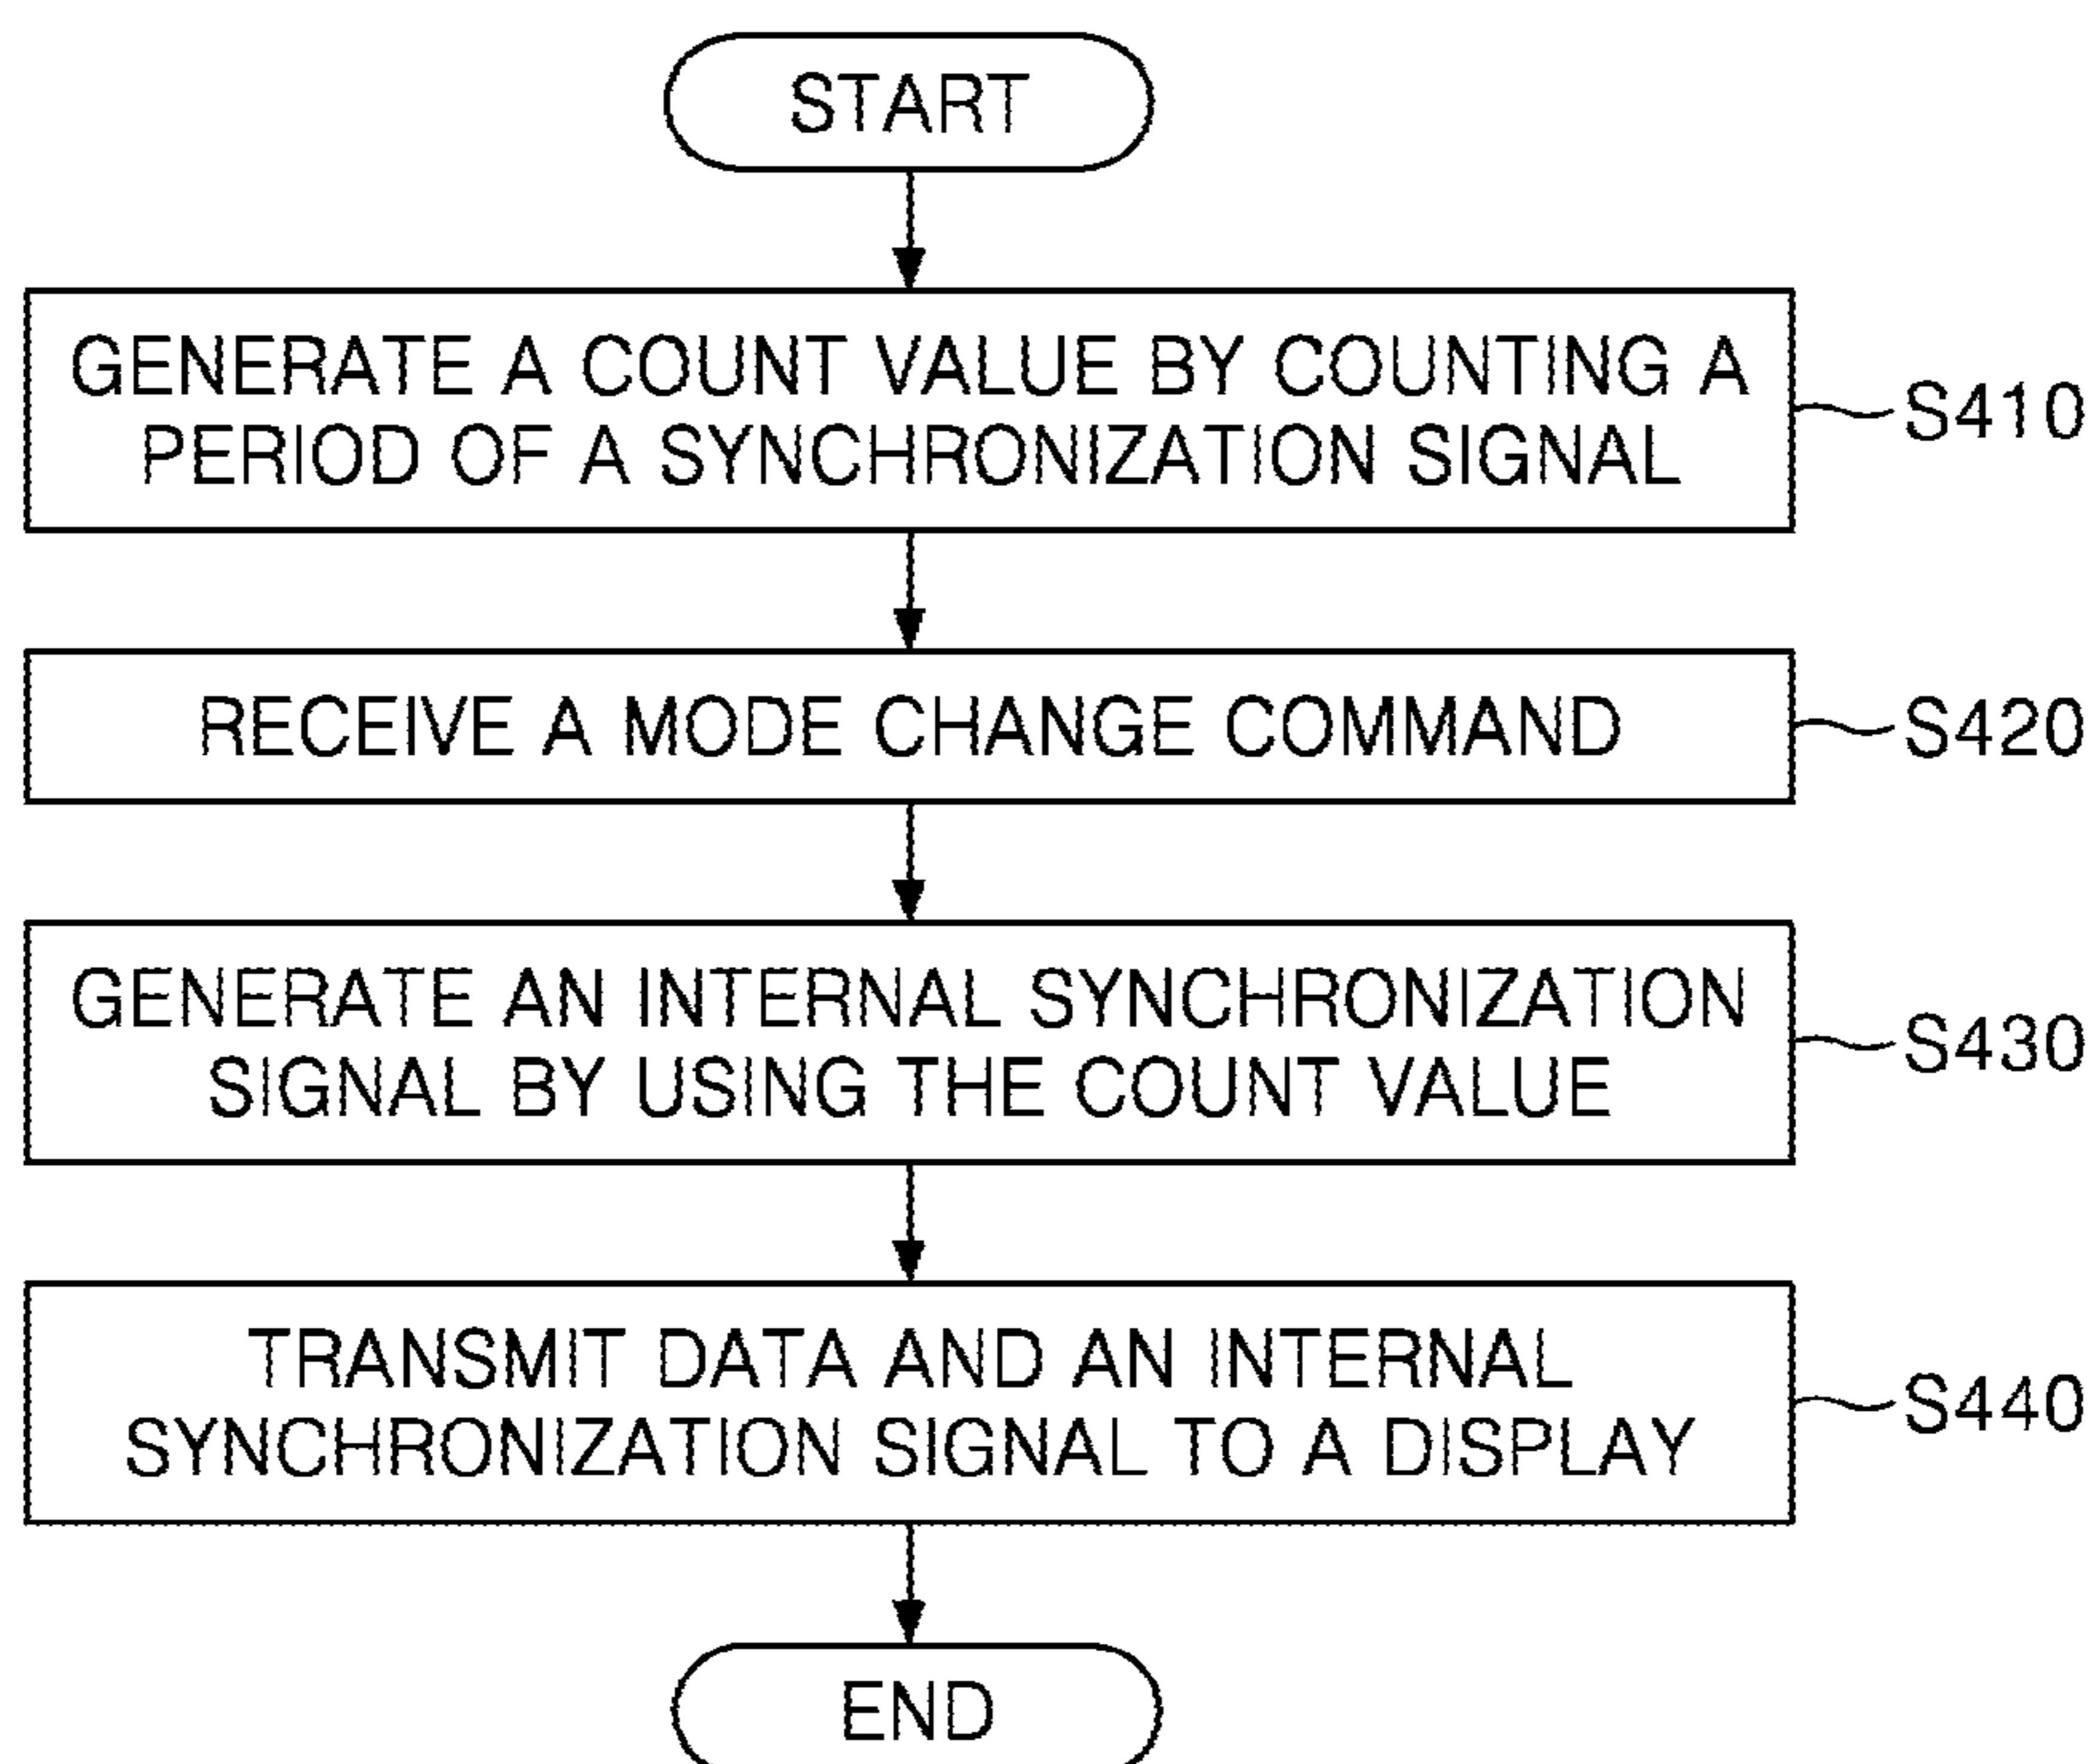 START
GENERATE A COUNT VALUE BY COUNTING A
PERIOD OF A SYNCHRONIZATION SIGNAL
S410
RECEIVE A MODE CHANGE COMMAND
S420
GENERATE AN INTERNAL SYNCHRONIZATION
SIGNAL BY USING THE COUNT VALUE
S430
TRANSMIT DATA AND AN INTERNAL
SYNCHRONIZATION SIGNAL TO A DISPLAY
S440
END